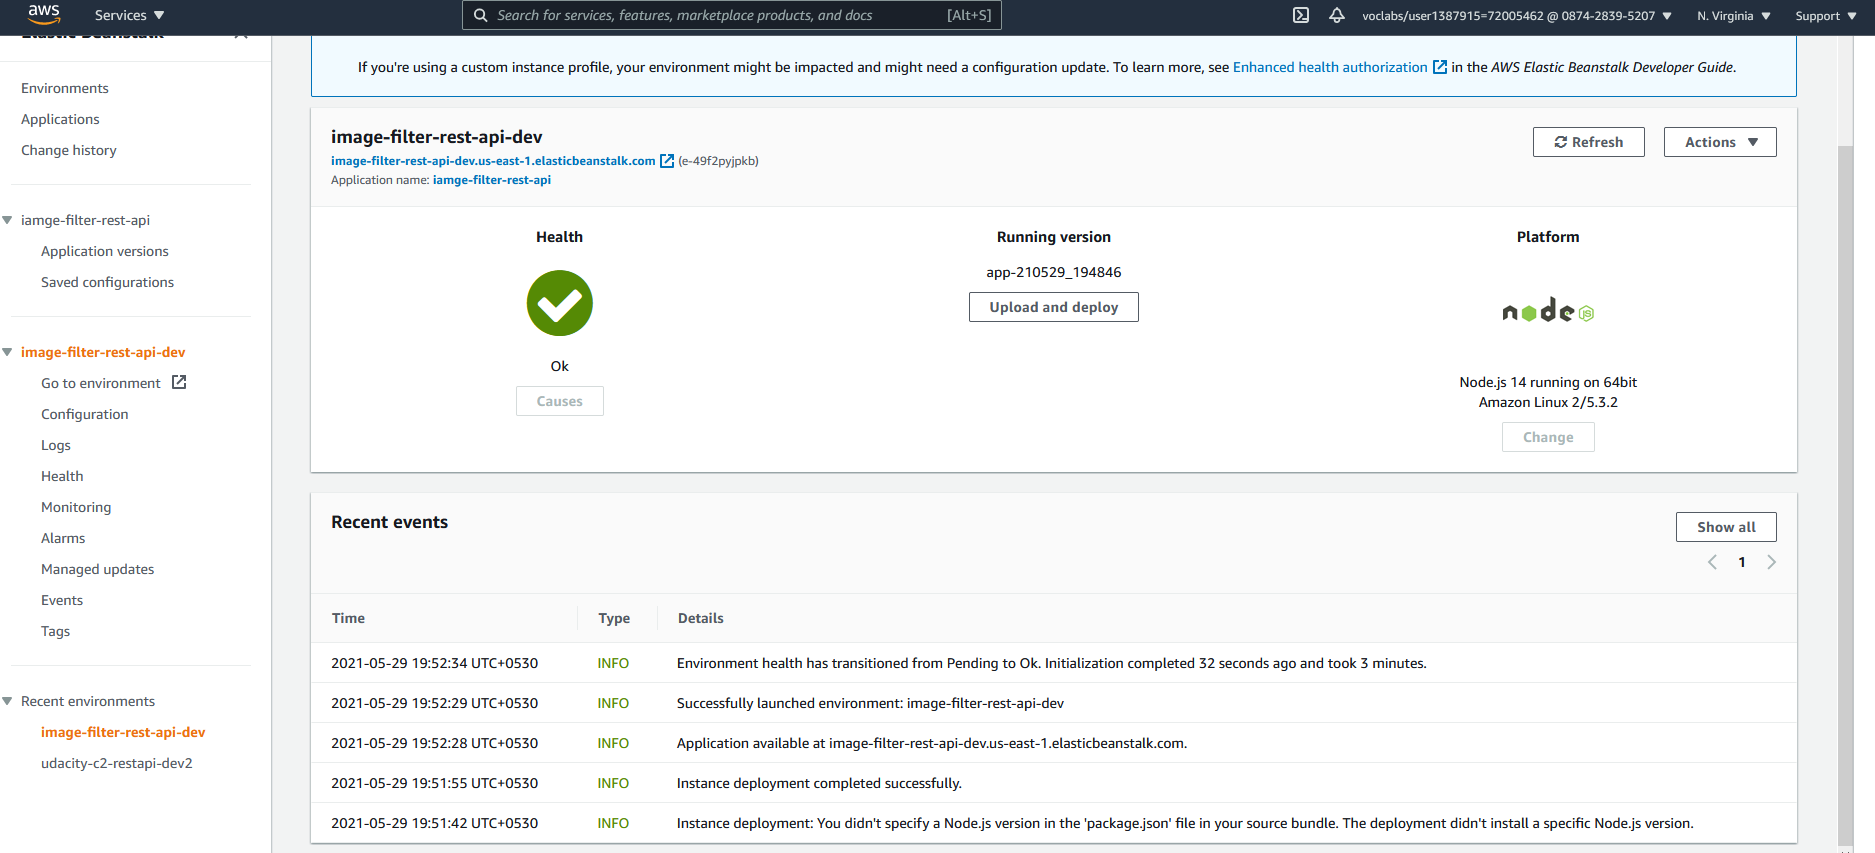 aws
Services
Search for services, features, marketplace products, and docs
[Alt+S]
voclabs/user1387915=72005462 @ 0874-2839-5207
N. Virginia
Support
Elastic Beanstalk
Environments
Applications
Change history
iamge-filter-rest-api
Application versions
Saved configurations
image-filter-rest-api-dev
Go to environment
Configuration
Logs
Health
Monitoring
Alarms
Managed updates
Events
Tags
Recent environments
image-filter-rest-api-dev
udacity-c2-restapi-dev2
If you're using a custom instance profile, your environment might be impacted and might need a configuration update. To learn more, see Enhanced health authorization in the AWS Elastic Beanstalk Developer Guide.
image-filter-rest-api-dev
image-filter-rest-api-dev.us-east-1.elasticbeanstalk.com (e-49f2pyjpkb)
Application name: iamge-filter-rest-api
Refresh
Actions
Health
Ok
Causes
Running version
app-210529_194846
Upload and deploy
Platform
node JS
Node.js 14 running on 64bit
Amazon Linux 2/5.3.2
Change
Recent events
Show all
1
Time Type Details
2021-05-29 19:52:34 UTC+0530 INFO Environment health has transitioned from Pending to Ok. Initialization completed 32 seconds ago and took 3 minutes.
2021-05-29 19:52:29 UTC+0530 INFO Successfully launched environment: image-filter-rest-api-dev
2021-05-29 19:52:28 UTC+0530 INFO Application available at image-filter-rest-api-dev.us-east-1.elasticbeanstalk.com.
2021-05-29 19:51:55 UTC+0530 INFO Instance deployment completed successfully.
2021-05-29 19:51:42 UTC+0530 INFO Instance deployment: You didn't specify a Node.js version in the 'package.json' file in your source bundle. The deployment didn't install a specific Node.js version.